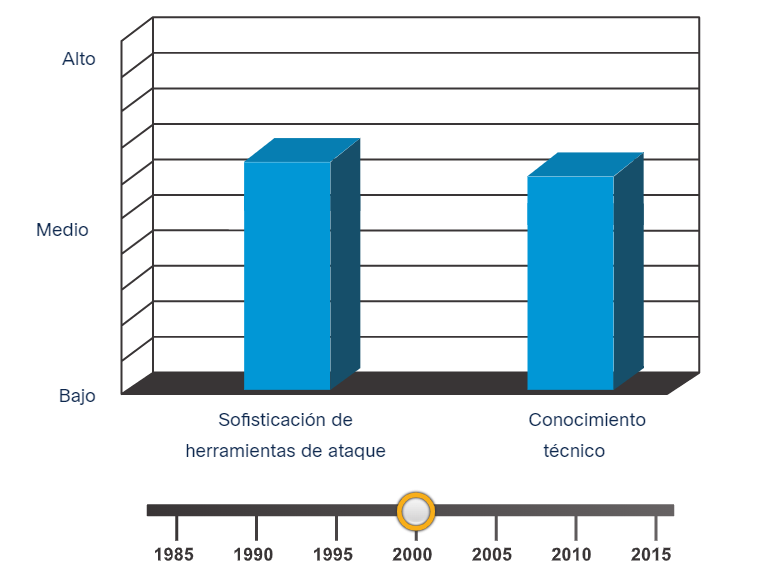 Alto
Medio
Bajo
Sofisticación de
herramientas de ataque
Conocimiento
técnico
1985 1990 1995 2000 2005 2010 2015